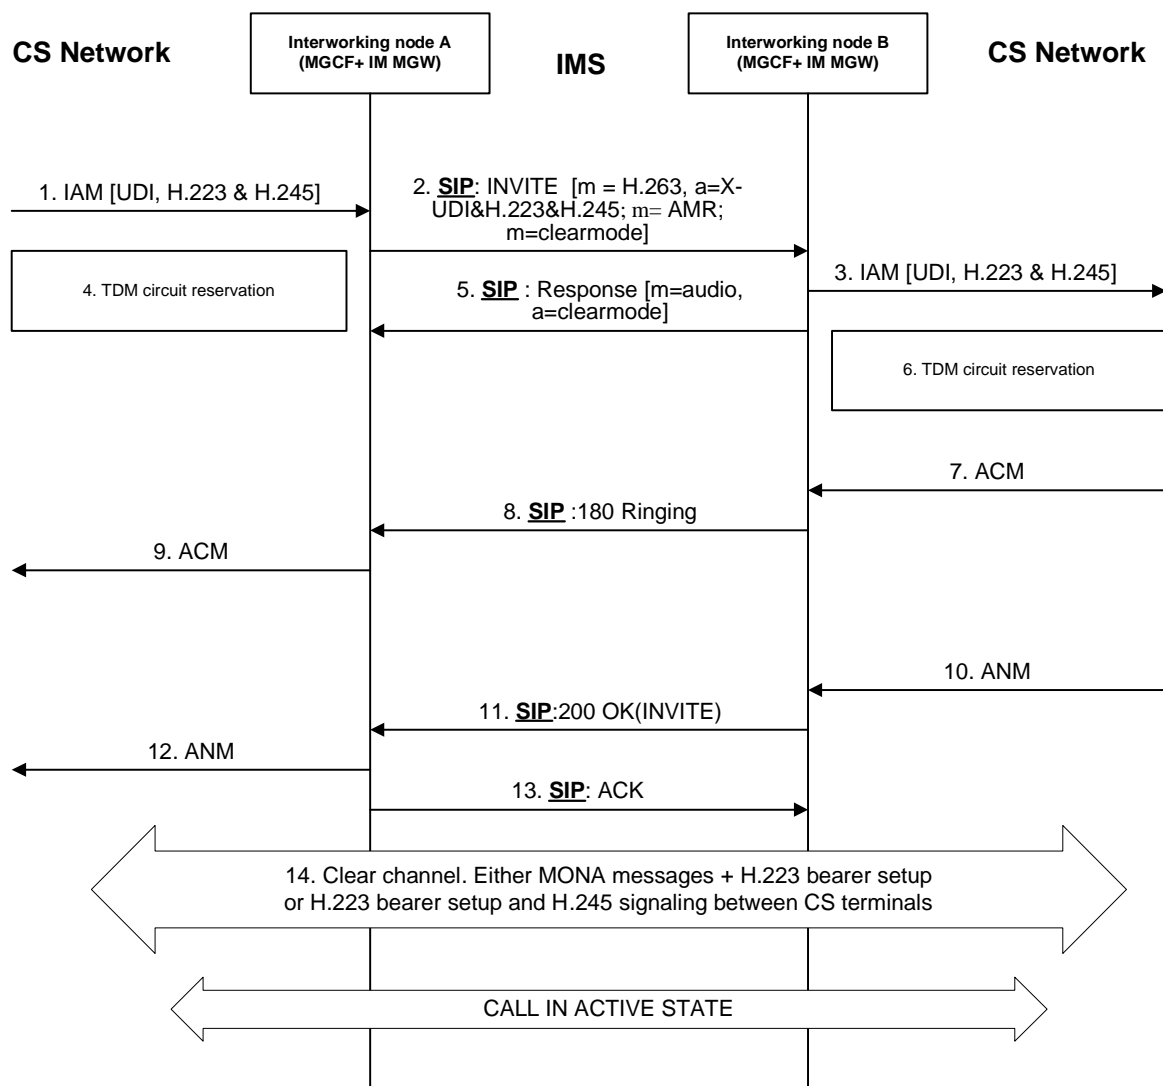 CS Network
Interworking node A
(MGCF+ IM MGW)
IMS
Interworking node B
(MGCF+ IM MGW)
CS Network
1. IAM [UDI, H.223 & H.245]
2. SIP: INVITE [m = H.263, a=X-
UDI&H.223&H.245; m= AMR;
m=clearmode]
3. IAM [UDI, H.223 & H.245]
4. TDM circuit reservation
5. SIP : Response [m=audio,
a=clearmode]
6. TDM circuit reservation
7. ACM
8. SIP :180 Ringing
9. ACM
10. ANM
11. SIP:200 OK(INVITE)
12. ANM
13. SIP: ACK
14. Clear channel. Either MONA messages + H.223 bearer setup
or H.223 bearer setup and H.245 signaling between CS terminals
CALL IN ACTIVE STATE